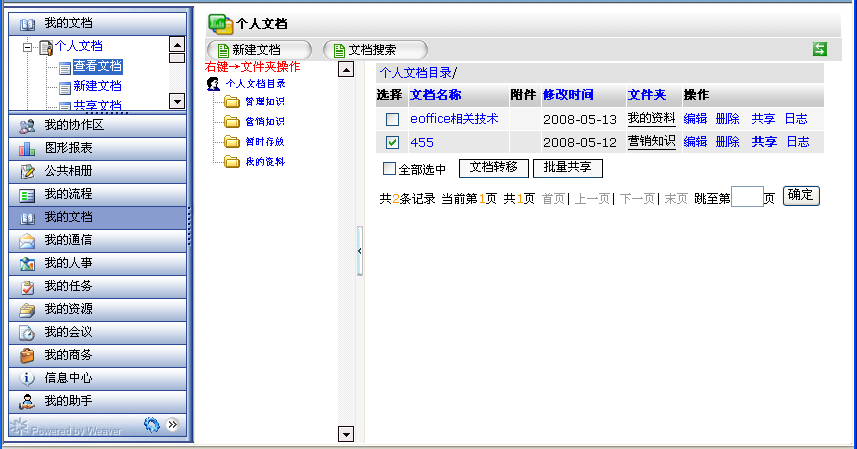 我的文档
个人文档
查看文档
新建文档
共享文档
我的协作区
图形报表
公共相册
我的流程
我的文档
我的通信
我的人事
我的任务
我的资源
我的会议
我的商务
信息中心
我的助手
Powered by Weaver
个人文档
新建文档 文档搜索
右键→文件夹操作
个人文档目录
管理知识
营销知识
暂时存放
我的资料
个人文档目录/
选择 文档名称 附件 修改时间 文件夹 操作
eoffice相关技术 2008-05-13 我的资料 编辑 删除 共享 日志
455 2008-05-12 营销知识 编辑 删除 共享 日志
全部选中 文档转移 批量共享
共2条记录 当前第1页 共1页 首页| 上一页| 下一页| 末页 跳至第 页 确定